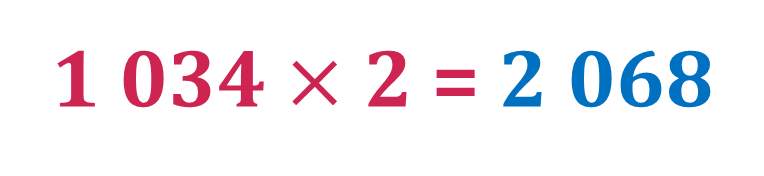 1 034 × 2 = 2 068